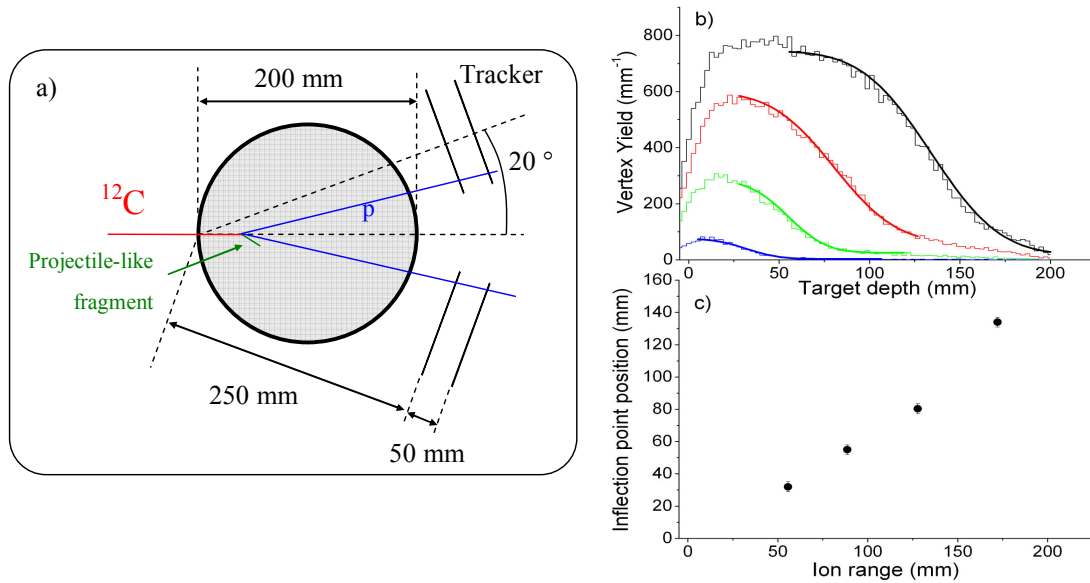 a)
200 mm
Tracker
20 °
12C
p
Projectile-like
fragment
250 mm
50 mm
b)
800
600
400
200
0
Vertex Yield (mm-1)
0 50 100 150 200
Target depth (mm)
c)
160
140
120
100
80
60
40
20
0
Inflection point position (mm)
0 50 100 150 200
Ion range (mm)